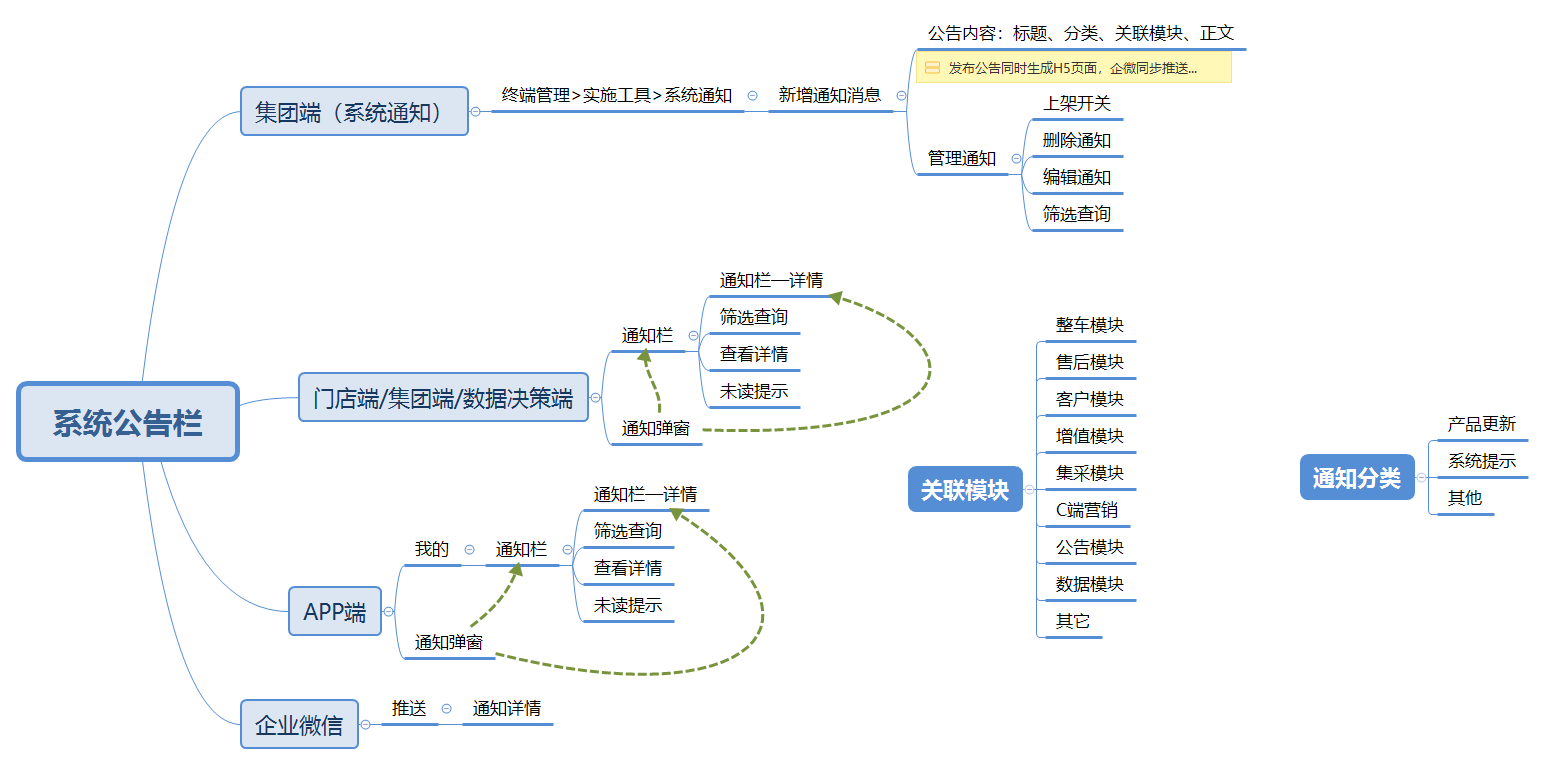 系统公告栏
集团端（系统通知）
终端管理>实施工具>系统通知
新增通知消息
公告内容：标题、分类、关联模块、正文
发布公告同时生成H5页面，企微同步推送...
管理通知
上架开关
删除通知
编辑通知
筛选查询
门店端/集团端/数据决策端
通知栏
通知栏—详情
筛选查询
查看详情
未读提示
通知弹窗
APP端
我的
通知栏
通知栏—详情
筛选查询
查看详情
未读提示
通知弹窗
企业微信
推送
通知详情
关联模块
整车模块
售后模块
客户模块
增值模块
集采模块
C端营销
公告模块
数据模块
其它
通知分类
产品更新
系统提示
其他